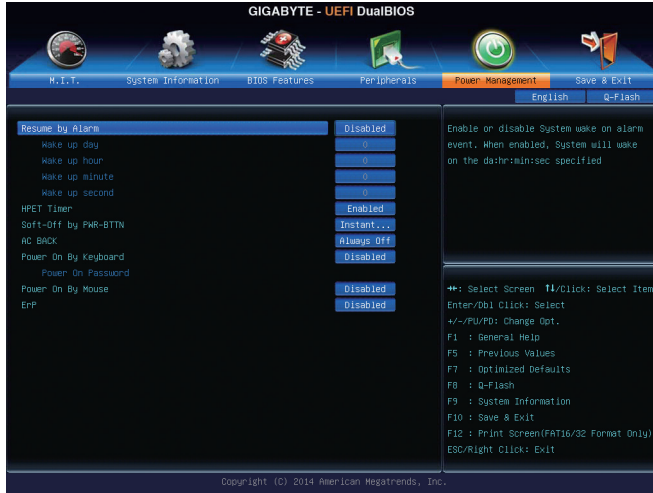 GIGABYTE - UEFI DualBIOS
M.I.T. System Information BIOS Features Peripherals Power Management Save & Exit
English Q-Flash
Resume by Alarm Disabled
Wake up day 0
Wake up hour 0
Wake up minute 0
Wake up second 0
HPET Timer Enabled
Soft-Off by PWR-BTTN Instant...
AC BACK Always Off
Power On By Keyboard Disabled
Power On Password
Power On By Mouse Disabled
ErP Disabled
Enable or disable System wake on alarm
event. When enabled, System will wake
on the da:hr:min:sec specified
→←: Select Screen ↑↓/Click: Select Item
Enter/Dbl Click: Select
+/-/PU/PD: Change Opt.
F1 : General Help
F5 : Previous Values
F7 : Optimized Defaults
F8 : Q-Flash
F9 : System Information
F10 : Save & Exit
F12 : Print Screen(FAT16/32 Format Only)
ESC/Right Click: Exit
Copyright (C) 2014 American Megatrends, Inc.